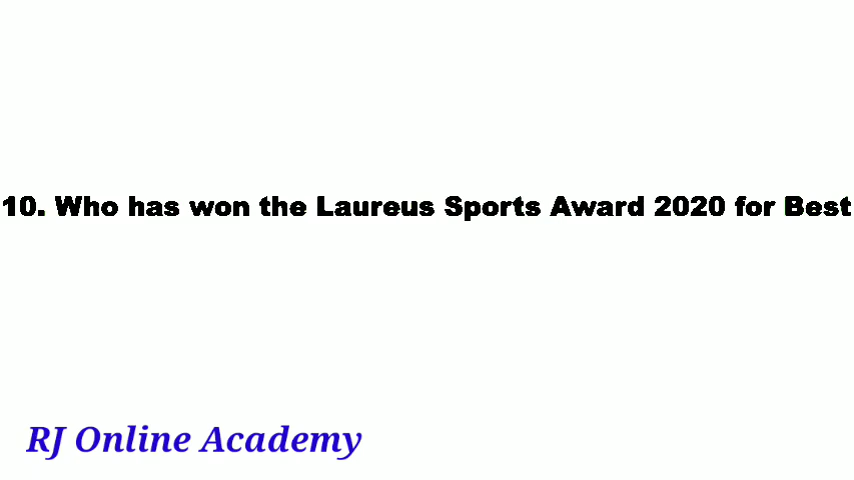 10. Who has won the Laureus Sports Award 2020 for Best
RJ Online Academy